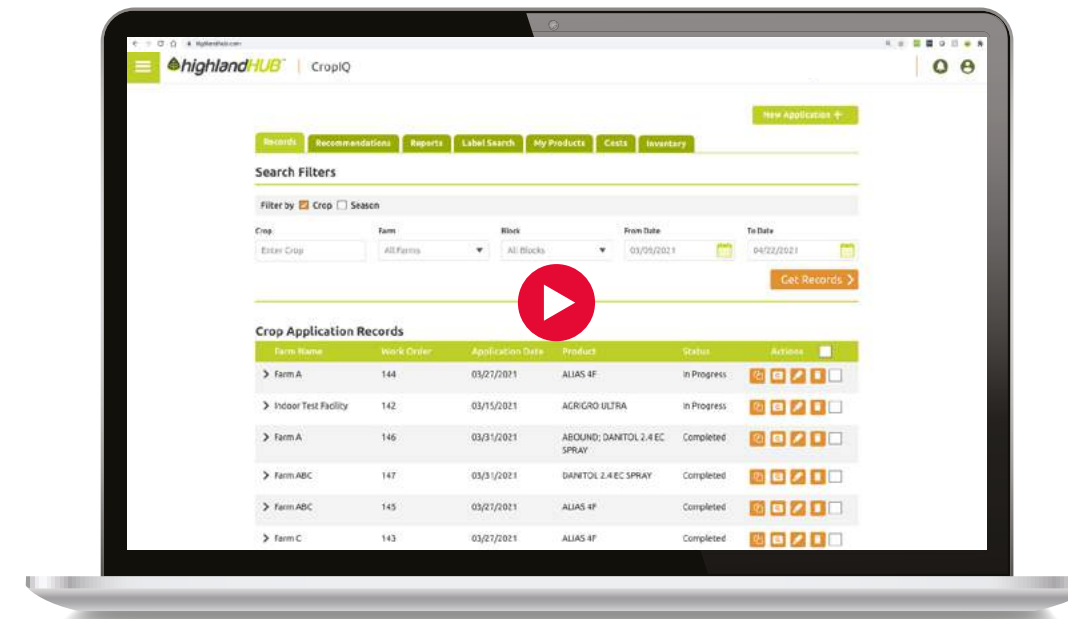 highlandhub.com
highlandHUB CropIQ
New Application +
Records Recommendations Reports Label Search My Products Costs Inventory
Search Filters
Filter by Crop Season
Crop Farm Block From Date To Date
Enter Crop All Farms All Blocks 03/09/2021 04/22/2021
Get Records
Crop Application Records
Farm Name Work Order Application Date Product Status Actions
Farm A 144 03/27/2021 ALIAS 4F In Progress
Indoor Test Facility 142 03/15/2021 AGRIGRO ULTRA In Progress
Farm A 146 03/31/2021 ABOUND; DANITOL 2.4 EC Completed
SPRAY
Farm ABC 147 03/31/2021 DANITOL 2.4 EC SPRAY Completed
Farm ABC 145 03/27/2021 ALIAS 4F Completed
Farm C 143 03/27/2021 ALIAS 4F Completed